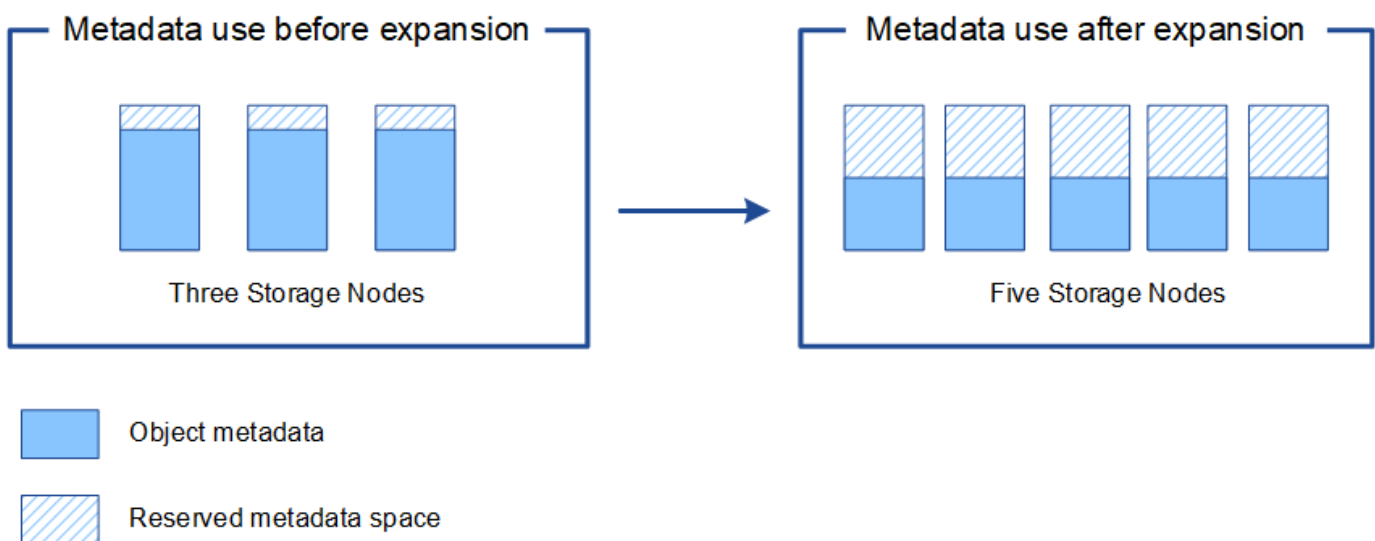 Metadata use before expansion
Metadata use after expansion
Three Storage Nodes
Five Storage Nodes
Object metadata
Reserved metadata space